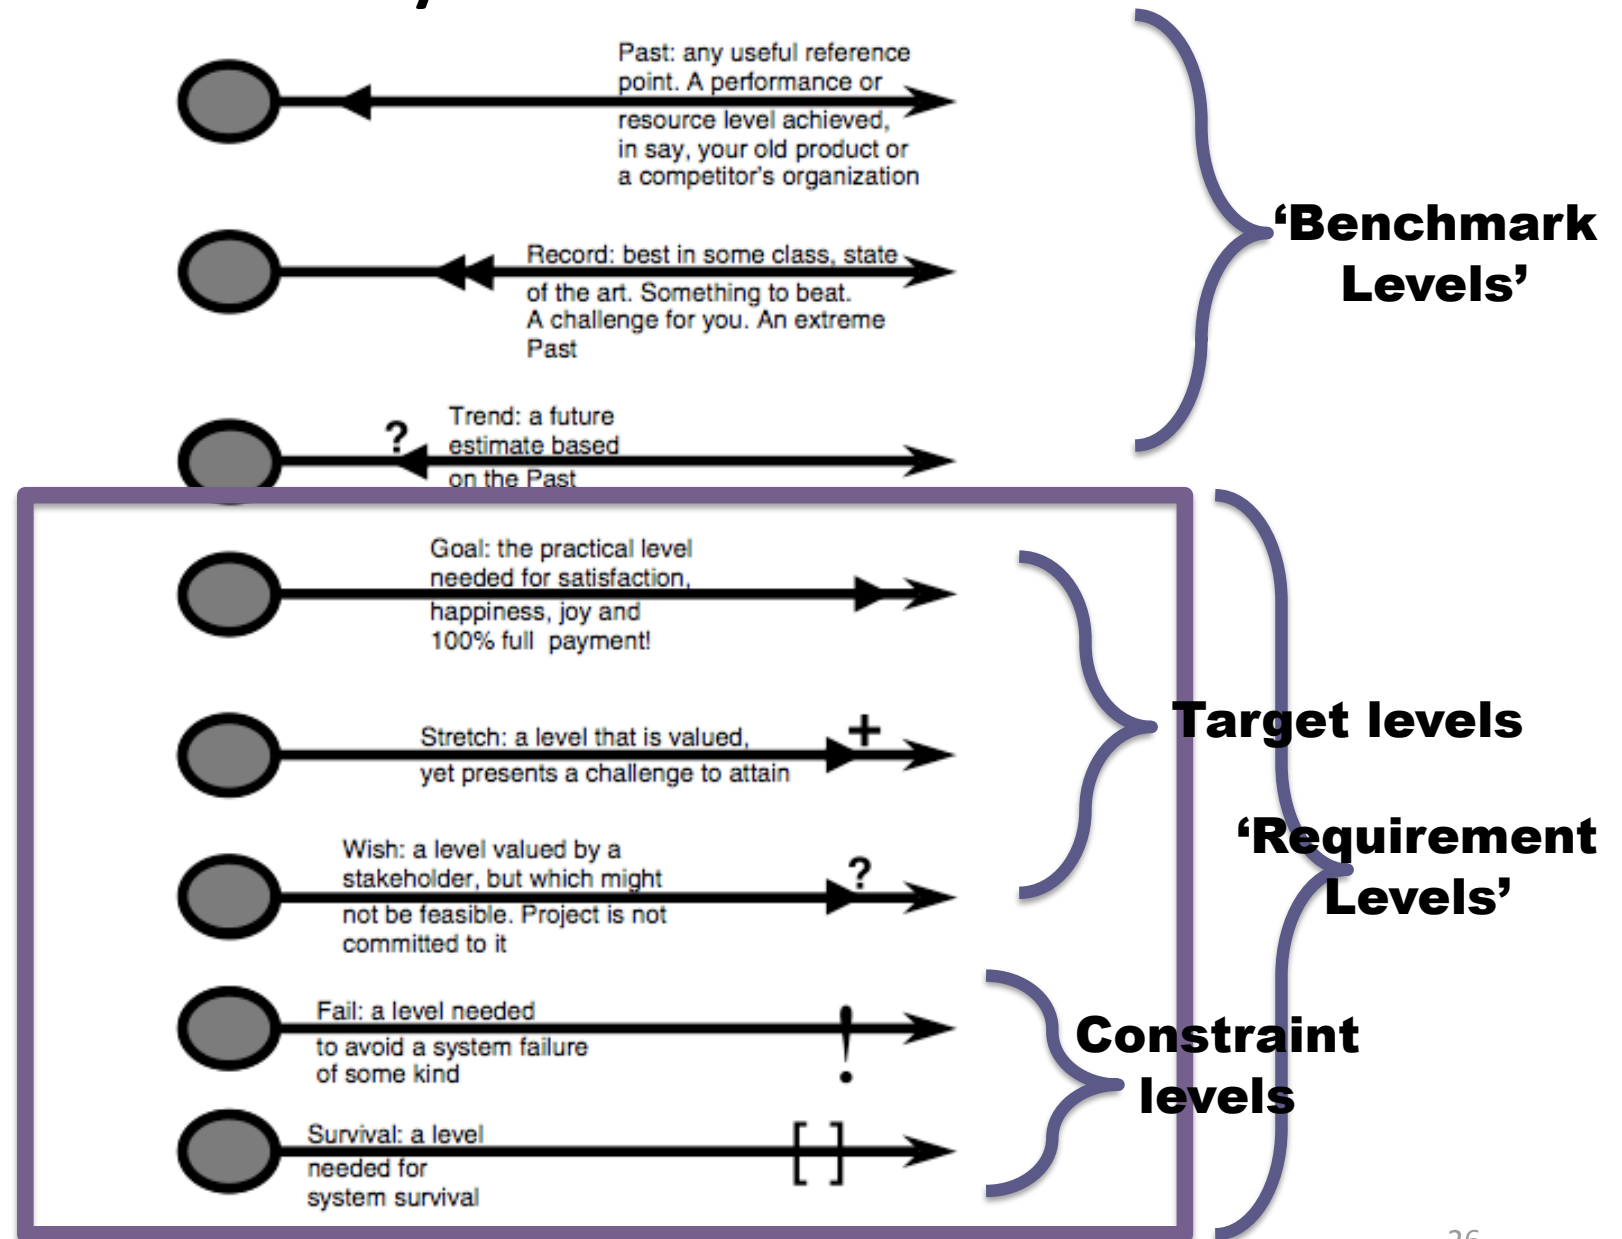 Past: any useful reference
point. A performance or
resource level achieved,
in say, your old product or
a competitor's organization
Record: best in some class, state
of the art. Something to beat.
A challenge for you. An extreme
Past
‘Benchmark
Levels’
?
Trend: a future
estimate based
on the Past
Goal: the practical level
needed for satisfaction,
happiness, joy and
100% full payment!
+
Stretch: a level that is valued,
yet presents a challenge to attain
Target levels
?
Wish: a level valued by a
stakeholder, but which might
not be feasible. Project is not
committed to it
‘Requirement
Levels’
Fail: a level needed
to avoid a system failure
of some kind
!
Constraint
levels
Survival: a level
needed for
system survival
[ ]